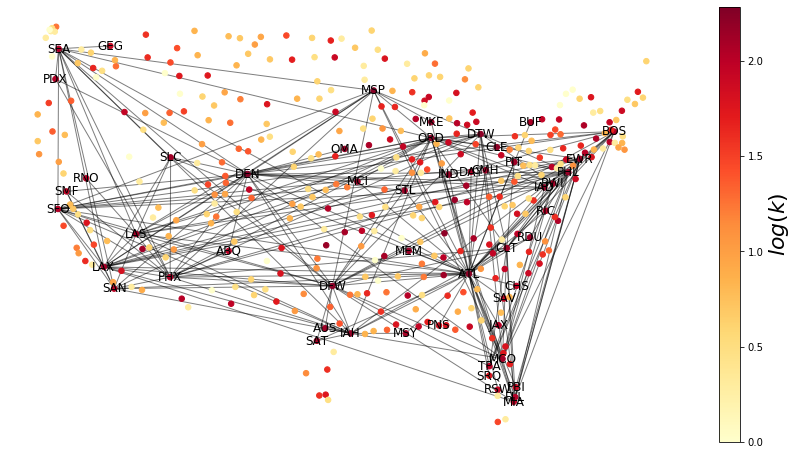 SEA
GEG
PDX
MSP
MKE
BUF
ORD
DTW
BOS
CLE
OMA
SLC
PIT
EWR
DEN
IND
DAY
CMH
PHL
RNO
MCI
STL
IAD
BWI
SMF
SFO
RIC
LAS
RDU
ABQ
MEM
CLT
LAX
PHX
ATL
SAN
DFW
CHS
SAV
AUS
IAH
MSY
PNS
JAX
SAT
MCO
TPA
SRQ
RSW
PBI
MIA
2.0
1.5
1.0
0.5
0.0
log(k)